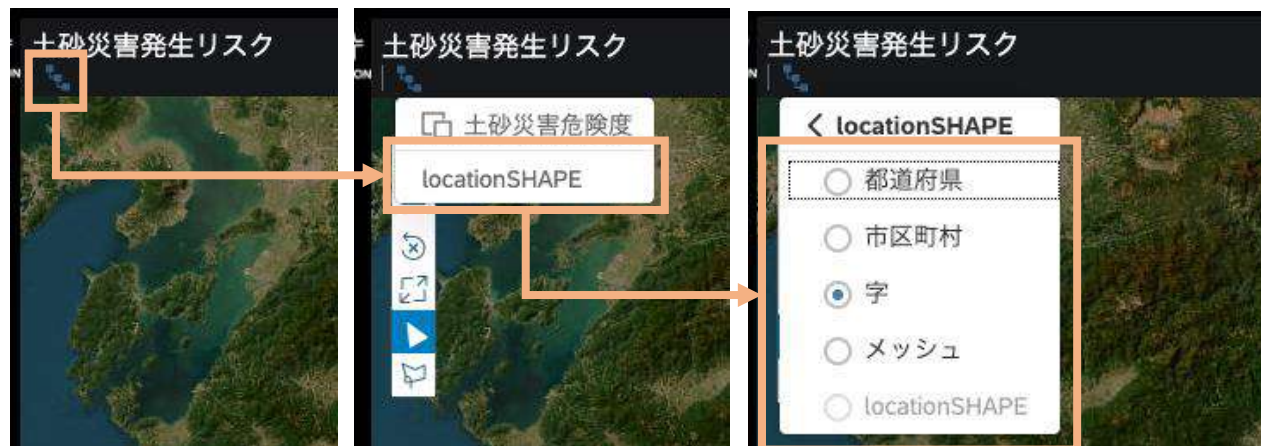 土砂災害発生リスク
ON
土砂災害発生リスク
ON
土砂災害危険度
locationSHAPE
土砂災害発生リスク
N
locationSHAPE
都道府県
市区町村
字
メッシュ
locationSHAPE